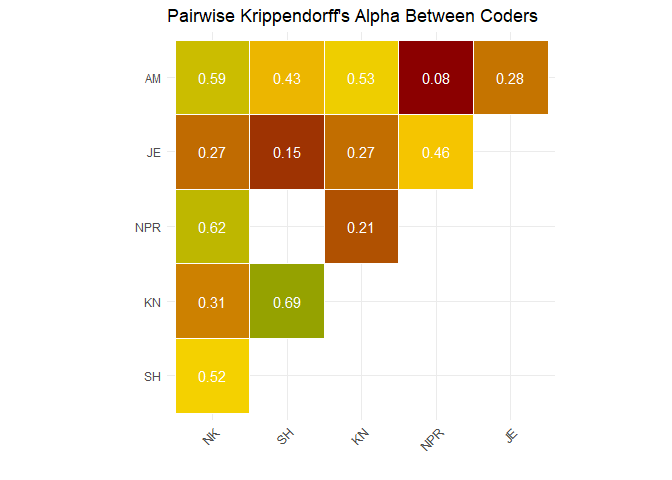 Pairwise Krippendorff's Alpha Between Coders
AM 0.59 0.43 0.53 0.08 0.28
JE 0.27 0.15 0.27 0.46
NPR 0.62 0.21
KN 0.31 0.69
SH 0.52
NK SH KN NPR JE